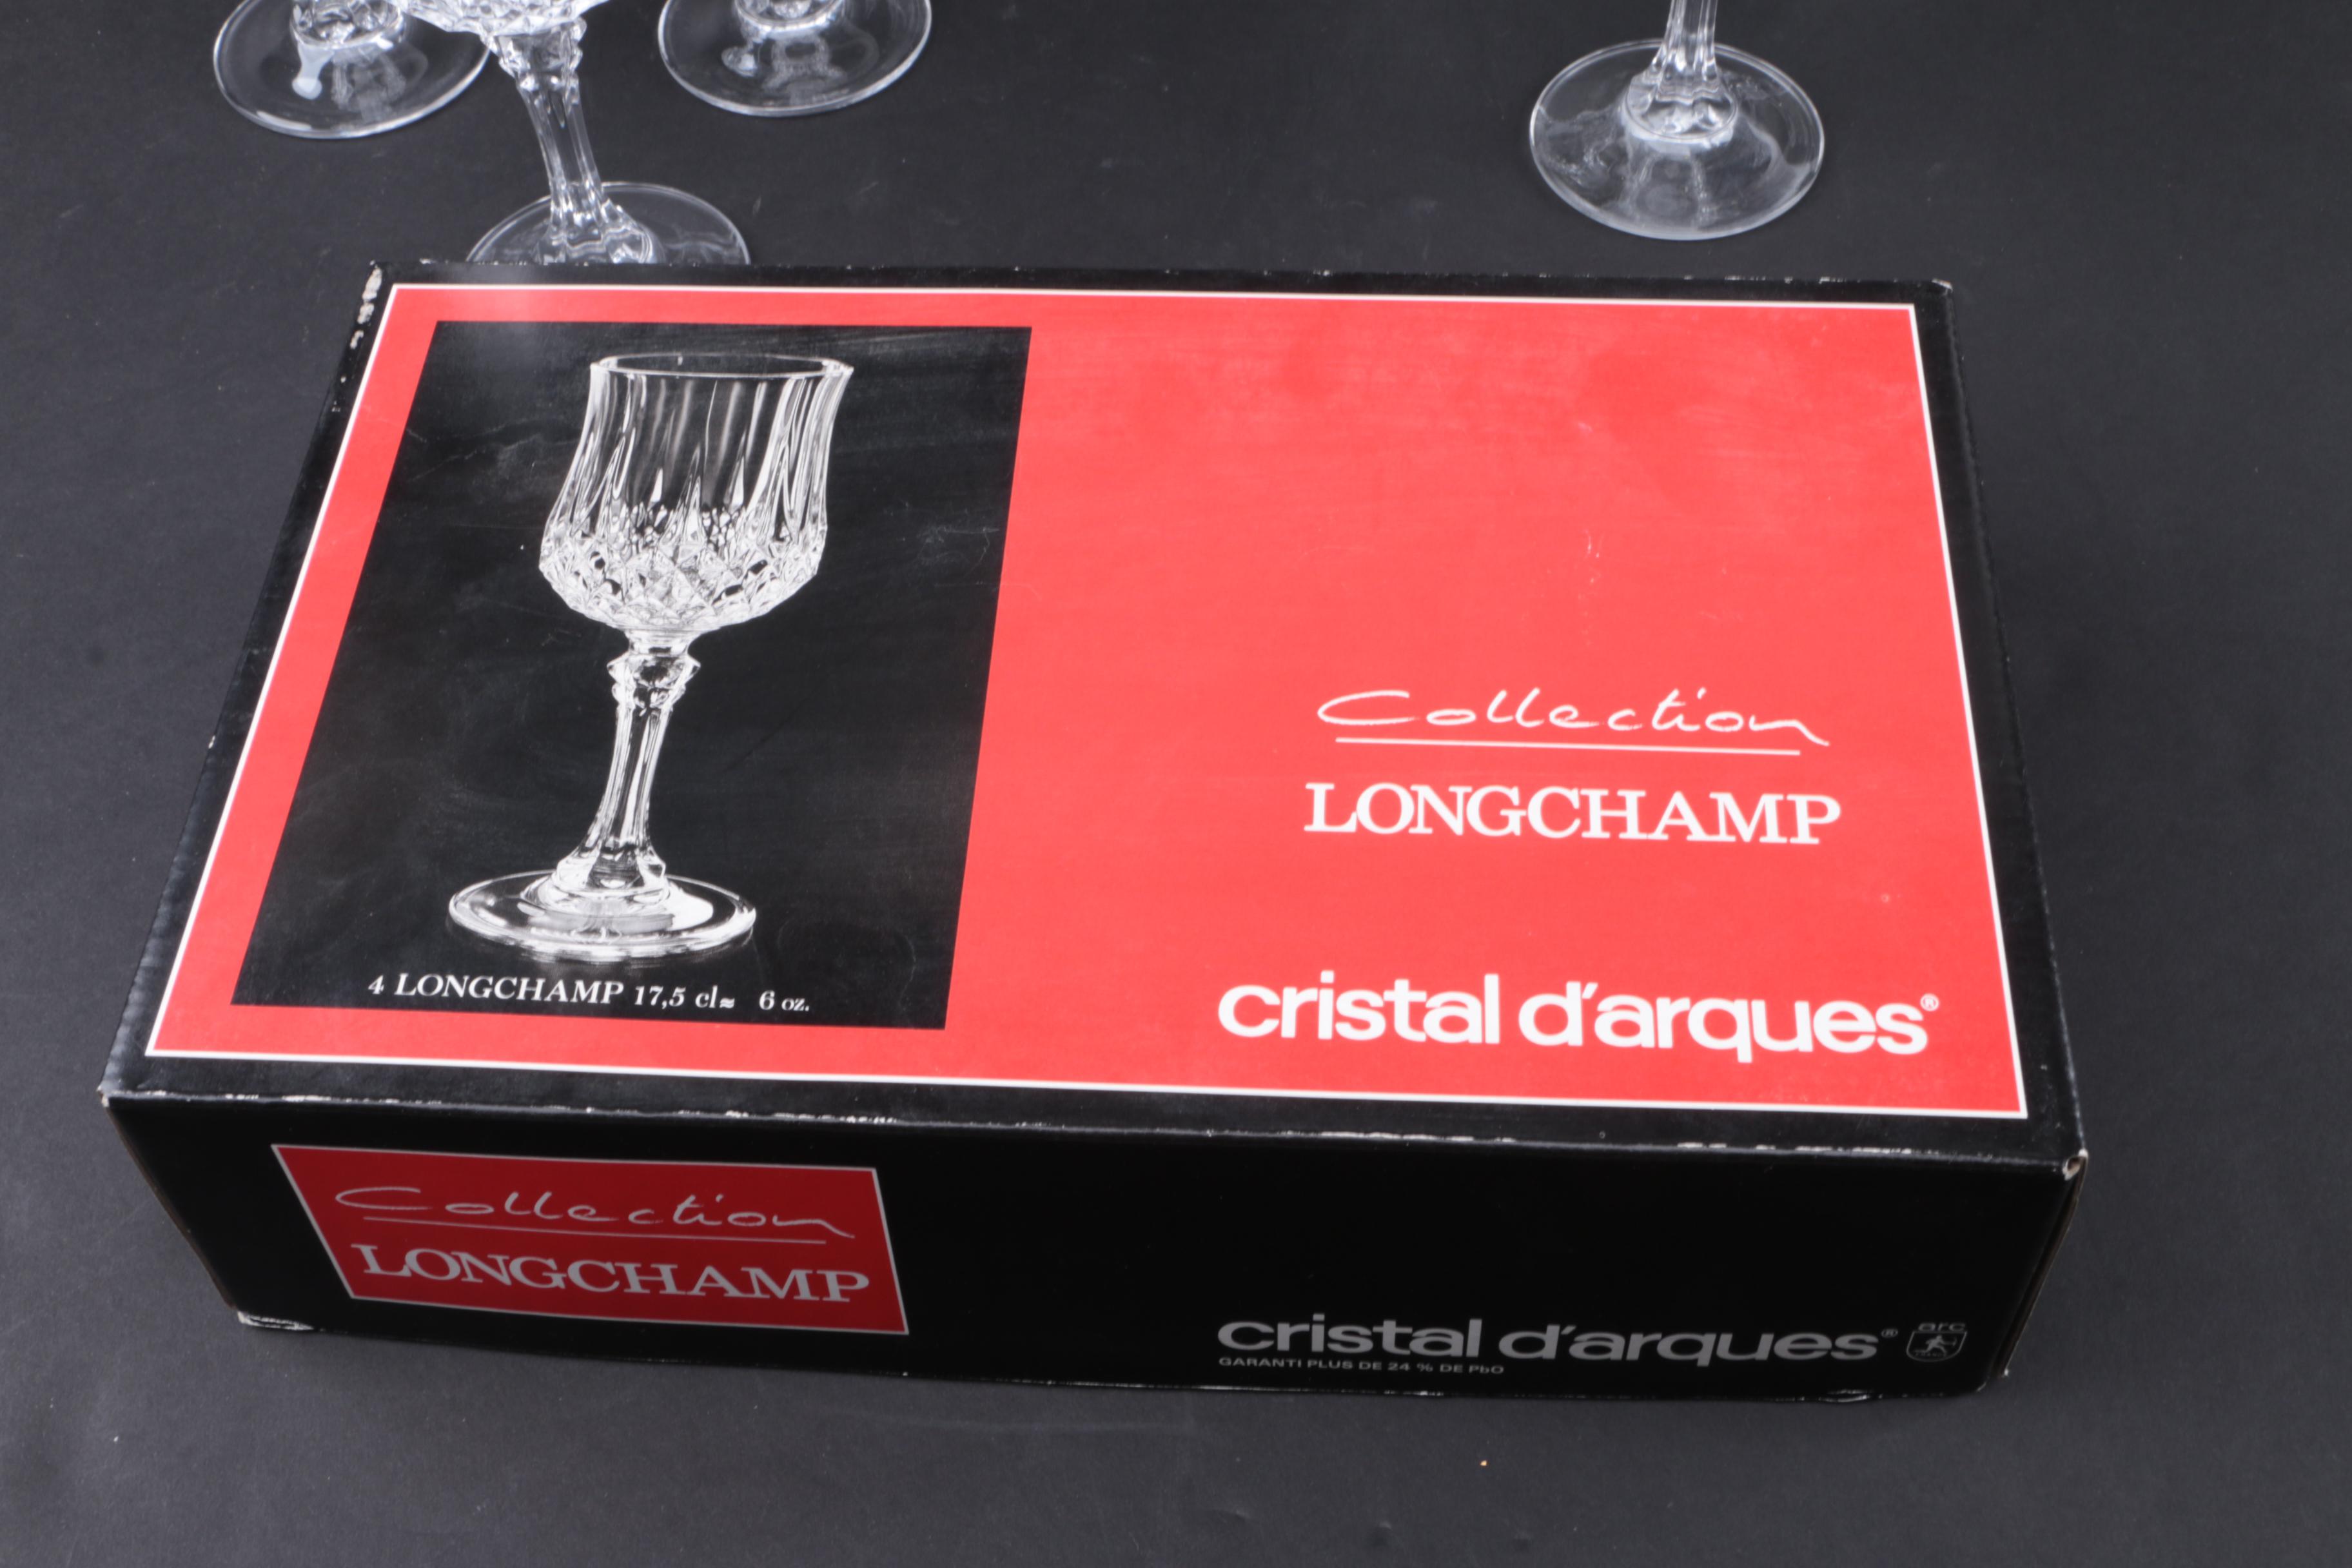 4 LONGCHAMP 17,5 cl≈ 6 oz.
Collection
LONGCHAMP
cristal d'arques®
Collection
LONGCHAMP
cristal d'arques®
GARANTI PLUS DE 24 % DE PbO
arc